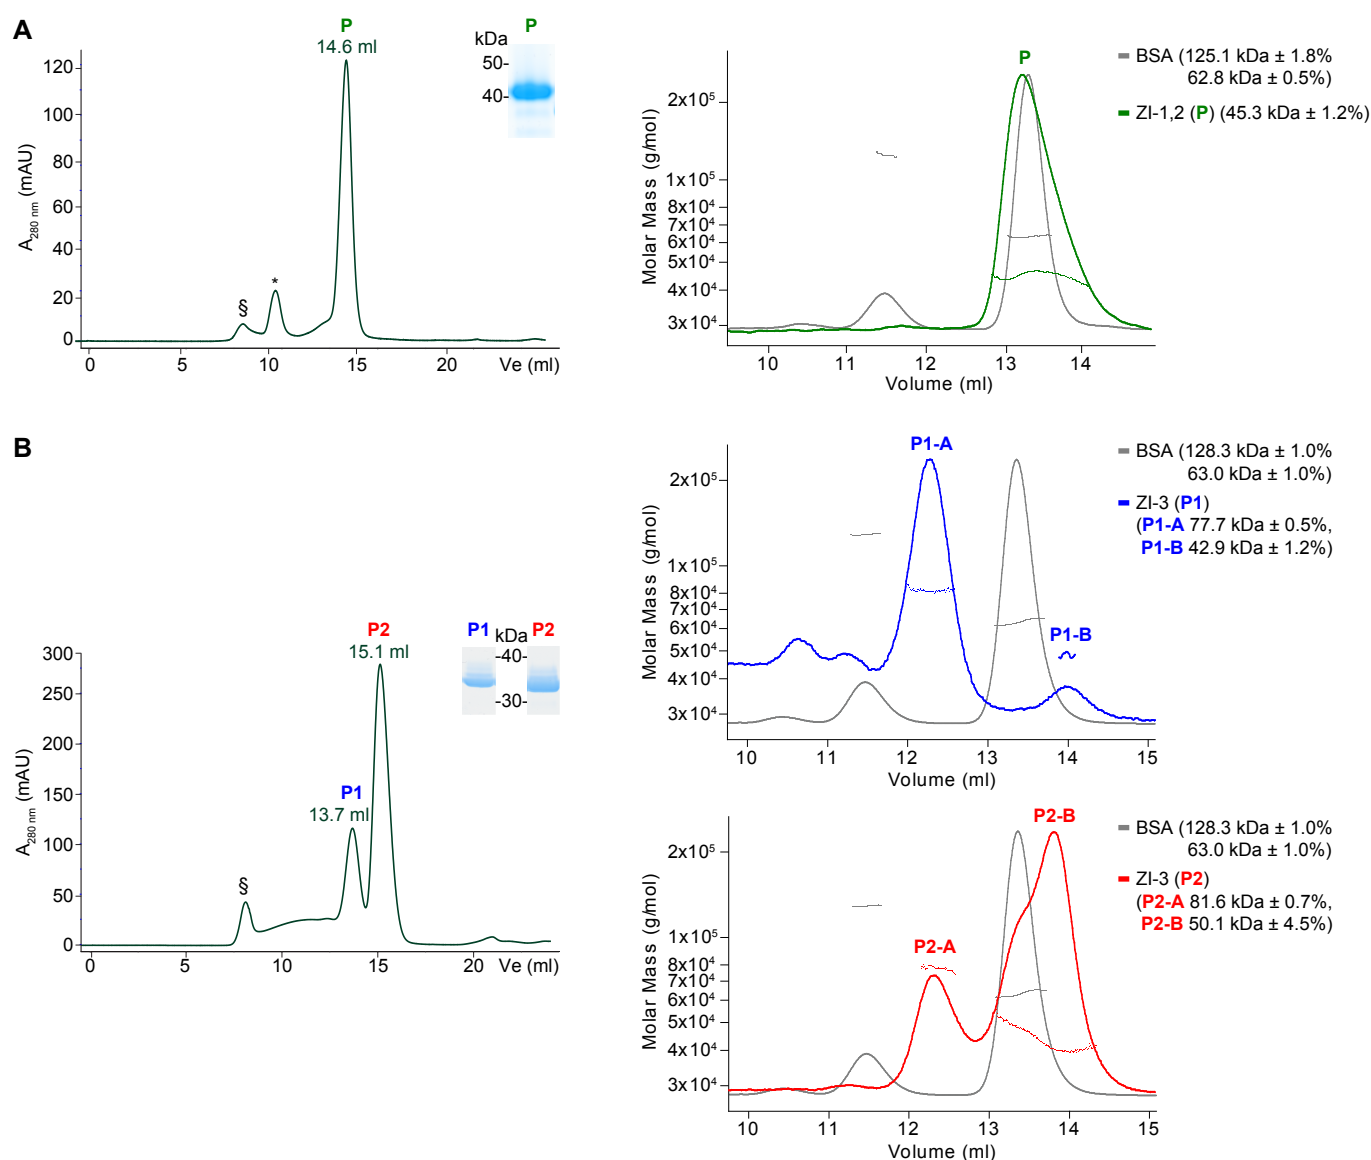 A
P
14.6 ml
P
kDa
50-
40-
120
100
80
60
40
20
0
§
*
A280 nm (mAU)
0 5 10 15 20 Ve (ml)
P
2x10⁵
1x10⁵
8x10⁴
7x10⁴
6x10⁴
5x10⁴
4x10⁴
3x10⁴
Molar Mass (g/mol)
10 11 12 13 14
Volume (ml)
BSA (125.1 kDa ± 1.8%
62.8 kDa ± 0.5%)
ZI-1,2 (P) (45.3 kDa ± 1.2%)
B
P2
15.1 ml
P1
13.7 ml
P1 kDa P2
-40-
-30-
300
250
200
150
100
50
0
§
A280 nm (mAU)
0 5 10 15 20 Ve (ml)
P1-A
P1-B
2x10⁵
1x10⁵
8x10⁴
7x10⁴
6x10⁴
5x10⁴
4x10⁴
3x10⁴
Molar Mass (g/mol)
10 11 12 13 14 15
Volume (ml)
BSA (128.3 kDa ± 1.0%
63.0 kDa ± 1.0%)
ZI-3 (P1)
(P1-A 77.7 kDa ± 0.5%,
P1-B 42.9 kDa ± 1.2%)
P2-B
P2-A
2x10⁵
1x10⁵
8x10⁴
7x10⁴
6x10⁴
5x10⁴
4x10⁴
3x10⁴
Molar Mass (g/mol)
10 11 12 13 14 15
Volume (ml)
BSA (128.3 kDa ± 1.0%
63.0 kDa ± 1.0%)
ZI-3 (P2)
(P2-A 81.6 kDa ± 0.7%,
P2-B 50.1 kDa ± 4.5%)